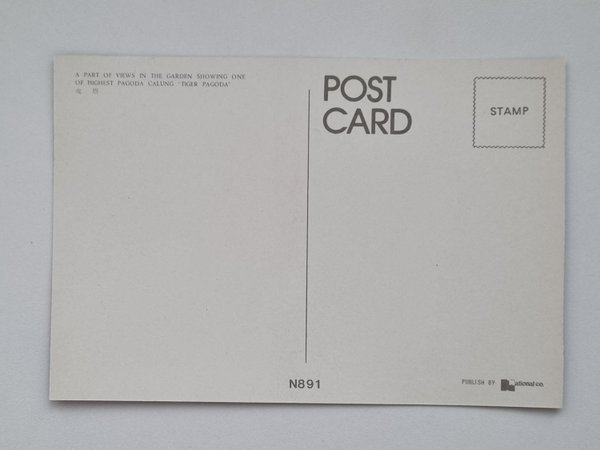 A PART OF VIEWS IN THE GARDEN SHOWING ONE
OF HIGHEST PAGODA CALUNG "TIGER PAGODA"
POST
CARD
STAMP
N891
PUBLISH BY National co.